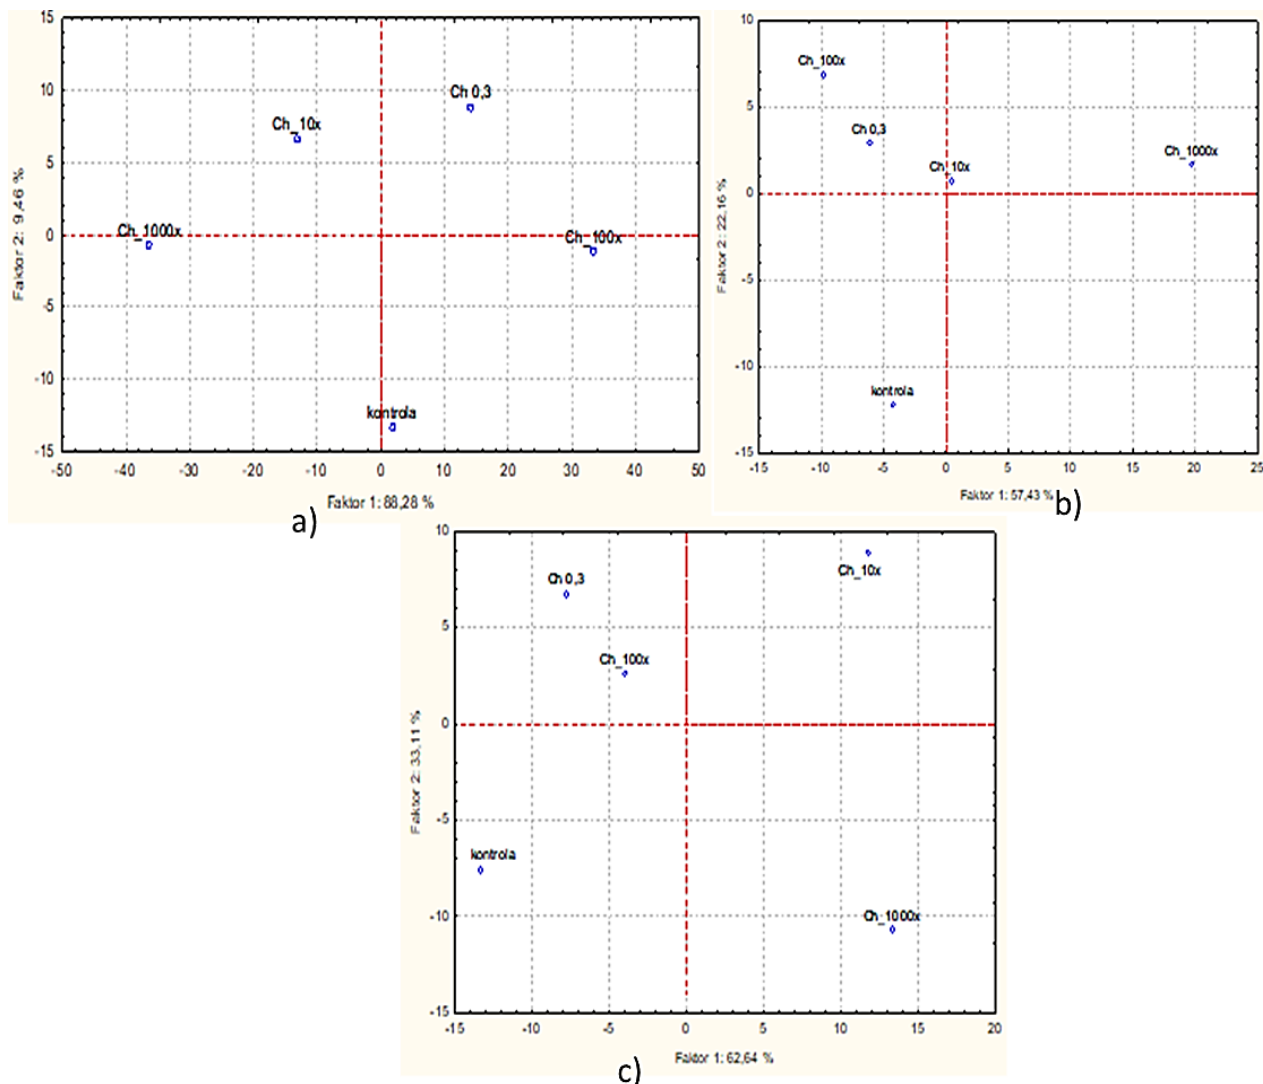 15
10
5
0
-5
-10
-15
Faktor 2: 9,46 %
Ch 0,3
Ch_10x
Ch_1000x
Ch_100x
kontrola
-50 -40 -30 -20 -10 0 10 20 30 40 50
Faktor 1: 88,28 %
a)
10
5
0
-5
-10
-15
Faktor 2: 22,16 %
Ch_100x
Ch 0,3
Ch_10x
Ch_1000x
kontrola
-15 -10 -5 0 5 10 15 20 25
Faktor 1: 57,43 %
b)
10
5
0
-5
-10
-15
Faktor 2: 33,11 %
Ch 0,3
Ch_10x
Ch_100x
kontrola
Ch_1000x
-15 -10 -5 0 5 10 15 20
Faktor 1: 62,64 %
c)